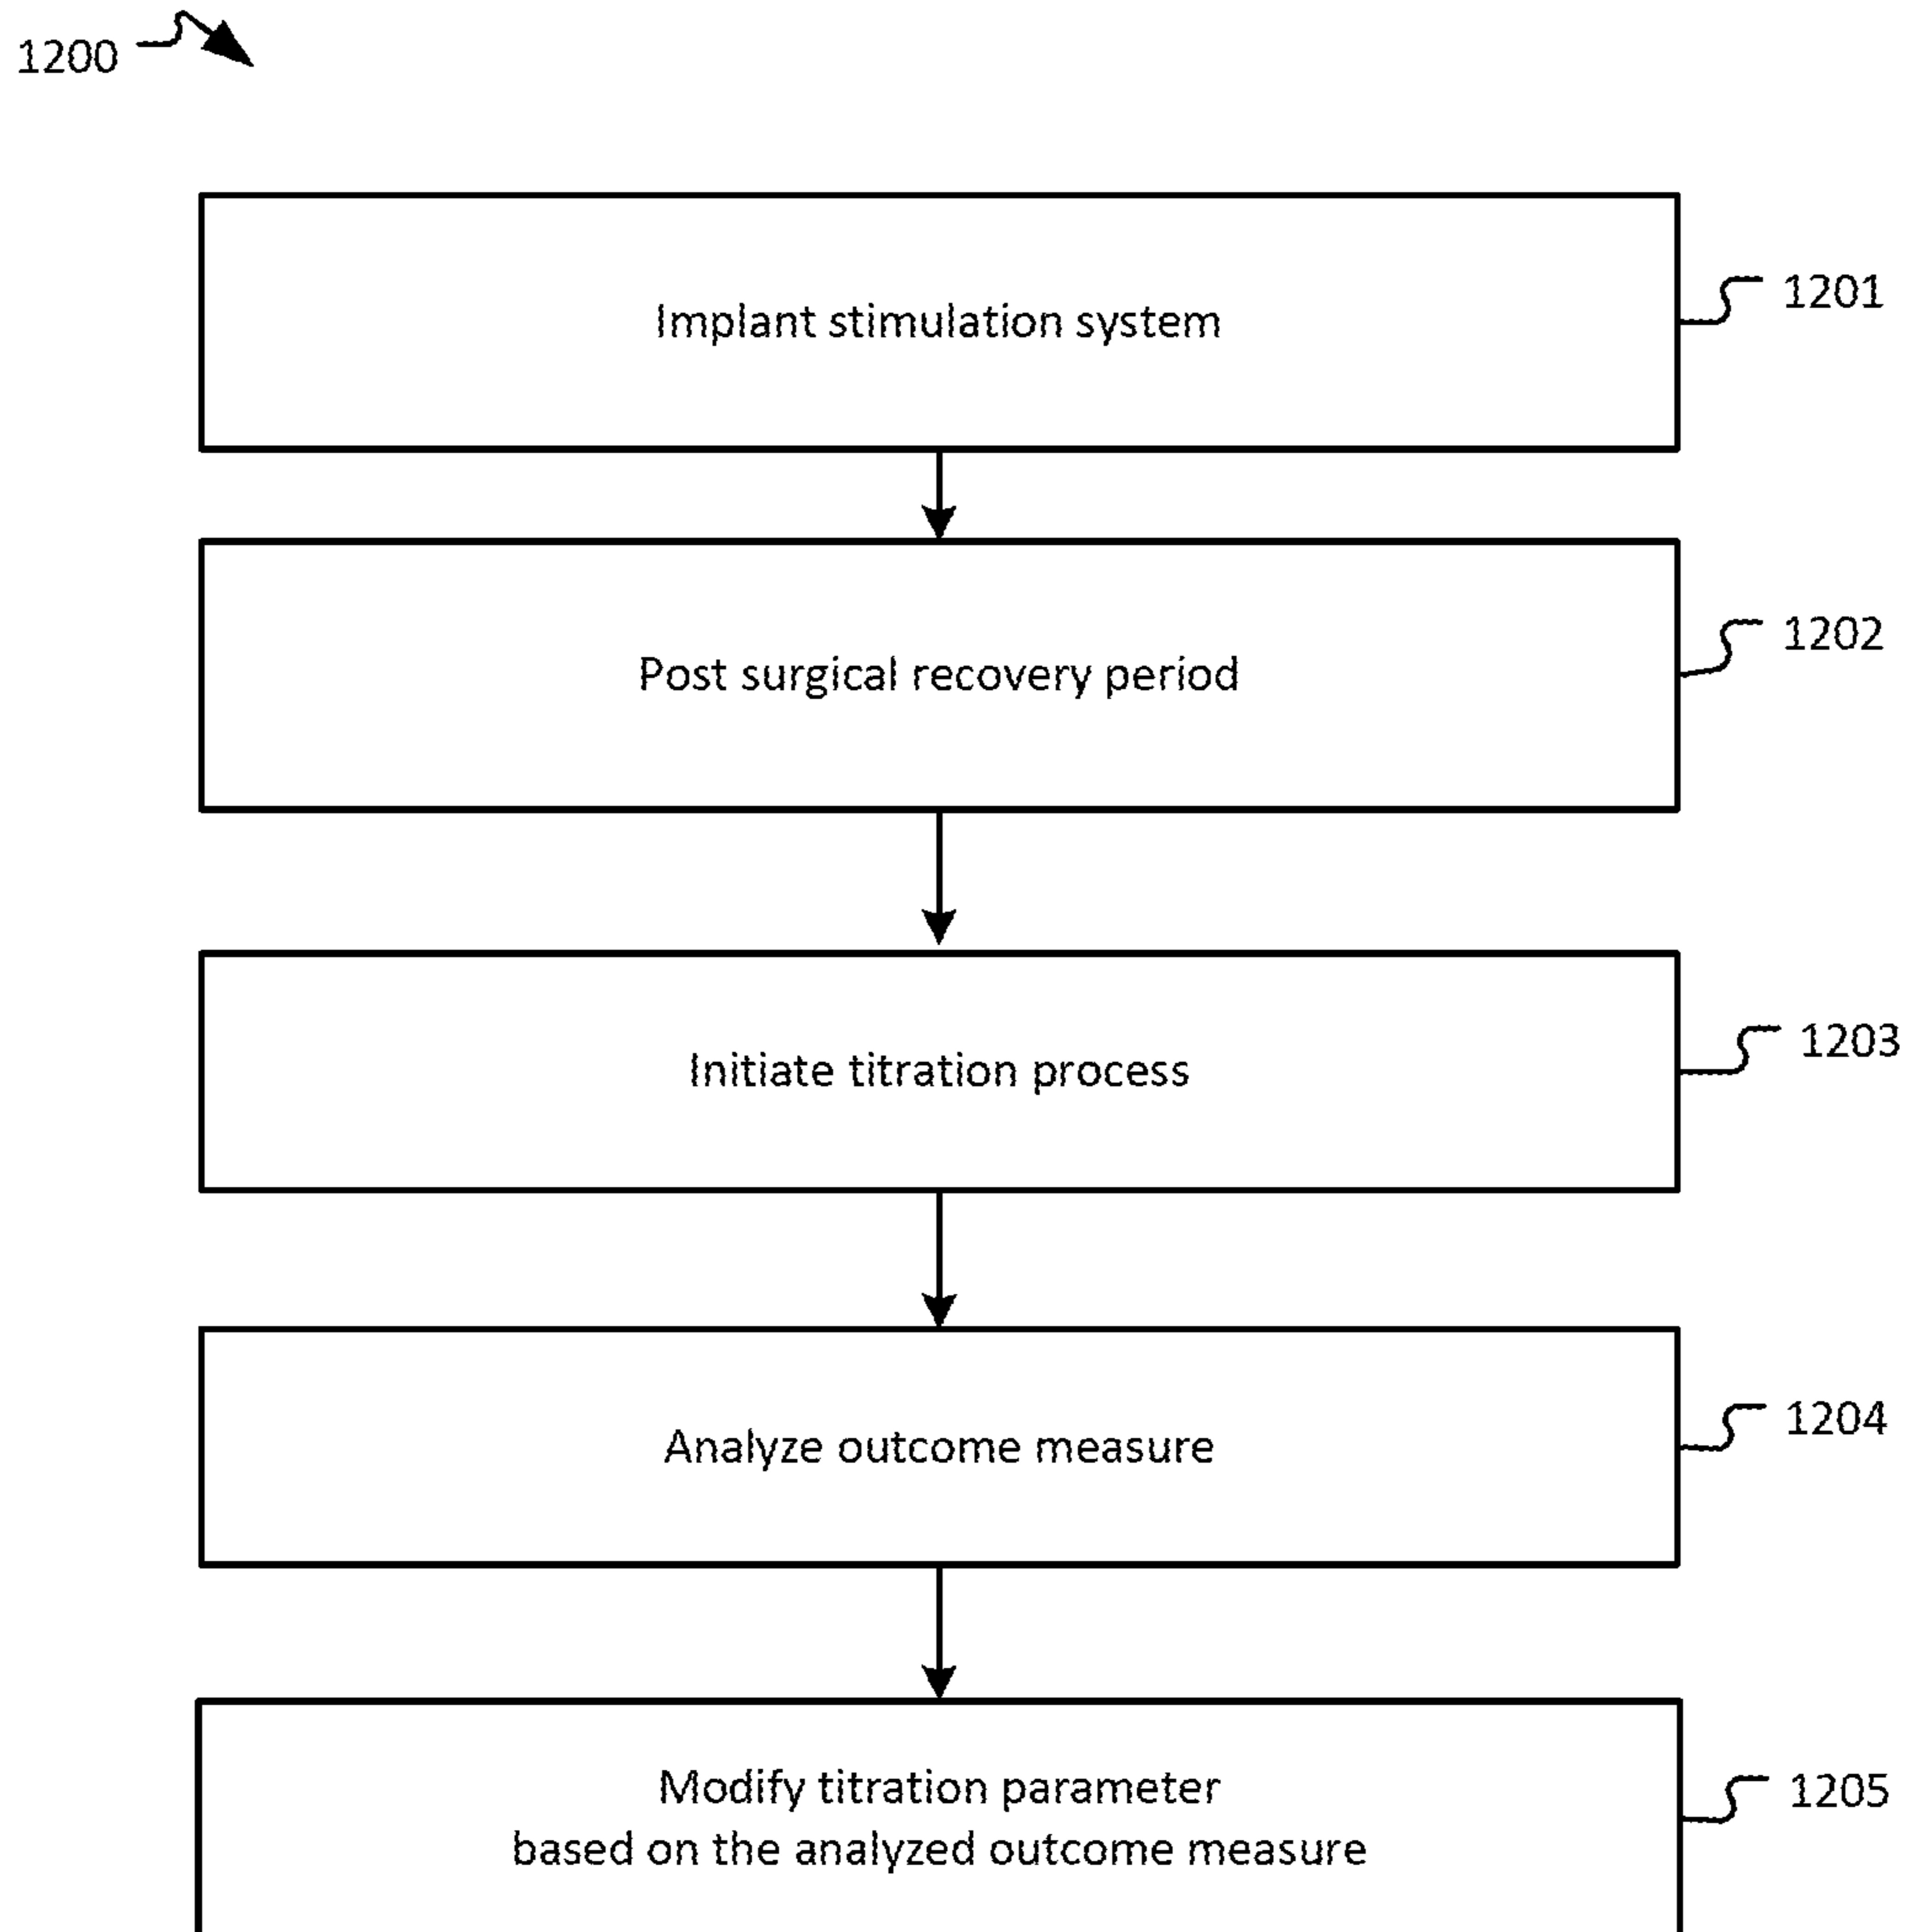 1200
Implant stimulation system
1201
Post surgical recovery period
1202
Initiate titration process
1203
Analyze outcome measure
1204
Modify titration parameter
based on the analyzed outcome measure
1205